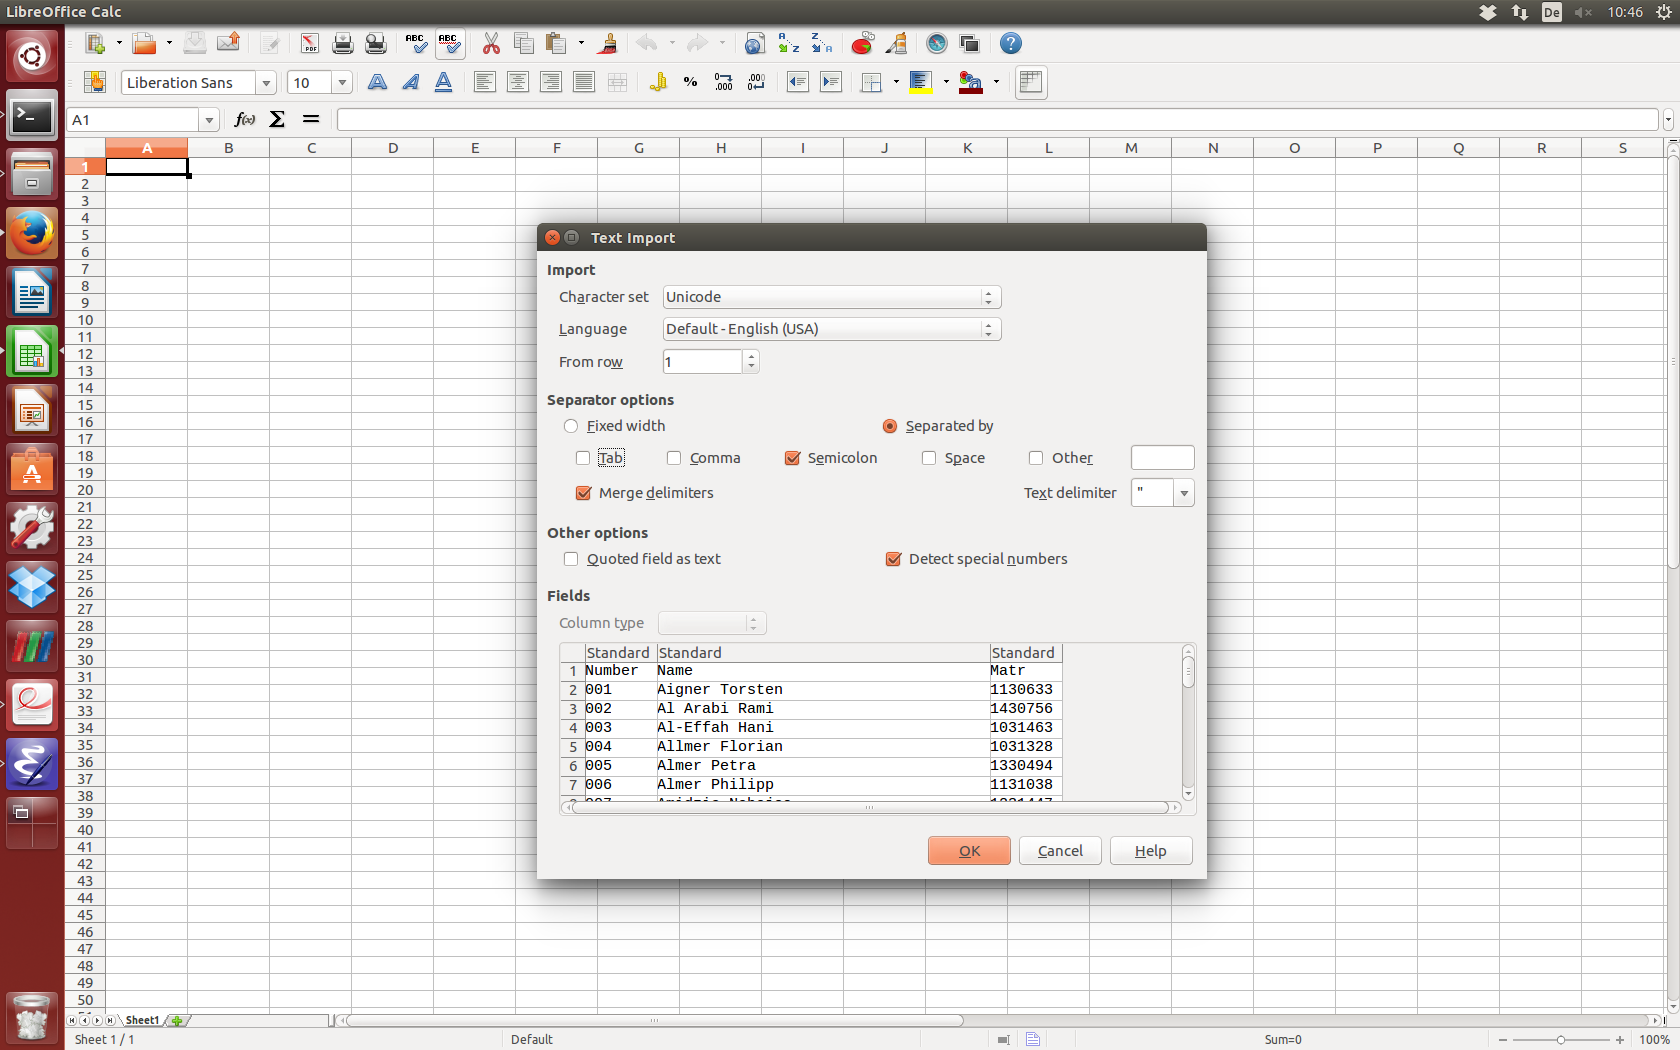 LibreOffice Calc
De
10:46
Liberation Sans
10
A1
A B C D E F G H I J K L M N O P Q R S
1
2
3
4
5
6
7
8
9
10
11
12
13
14
15
16
17
18
19
20
21
22
23
24
25
26
27
28
29
30
31
32
33
34
35
36
37
38
39
40
41
42
43
44
45
46
47
48
49
50
Text Import
Import
Character set Unicode
Language Default - English (USA)
From row 1
Separator options
Fixed width Separated by
Tab Comma Semicolon Space Other
Merge delimiters Text delimiter "
Other options
Quoted field as text Detect special numbers
Fields
Column type
Standard Standard Standard
1 Number Name Matr
2 001 Aigner Torsten 1130633
3 002 Al Arabi Rami 1430756
4 003 Al-Effah Hani 1031463
5 004 Allmer Florian 1031328
6 005 Almer Petra 1330494
7 006 Almer Philipp 1131038
OK Cancel Help
Sheet1
Sheet 1 / 1 Default Sum=0 100%